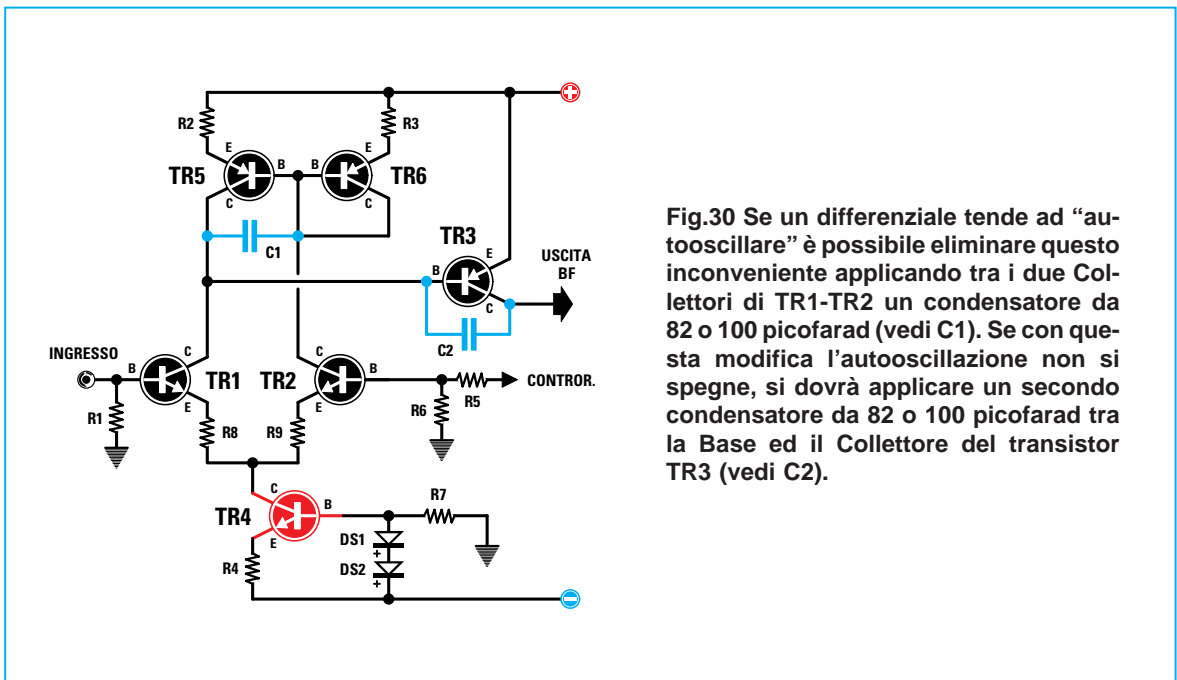 R2
R3
E
E
TR5
B
B
TR6
C
C
C1
TR3
E
B
C
USCITA
BF
C2
INGRESSO
B
C
TR1
E
R1
C
TR2
B
E
R8
R9
R6
R5
CONTROR.
C
TR4
B
E
R7
DS1
+
DS2
+
R4
+
−
Fig.30 Se un differenziale tende ad “au-
tooscillare” è possibile eliminare questo
inconveniente applicando tra i due Col-
lettori di TR1-TR2 un condensatore da
82 o 100 picofarad (vedi C1). Se con que-
sta modifica l’autooscillazione non si
spegne, si dovrà applicare un secondo
condensatore da 82 o 100 picofarad tra
la Base ed il Collettore del transistor
TR3 (vedi C2).